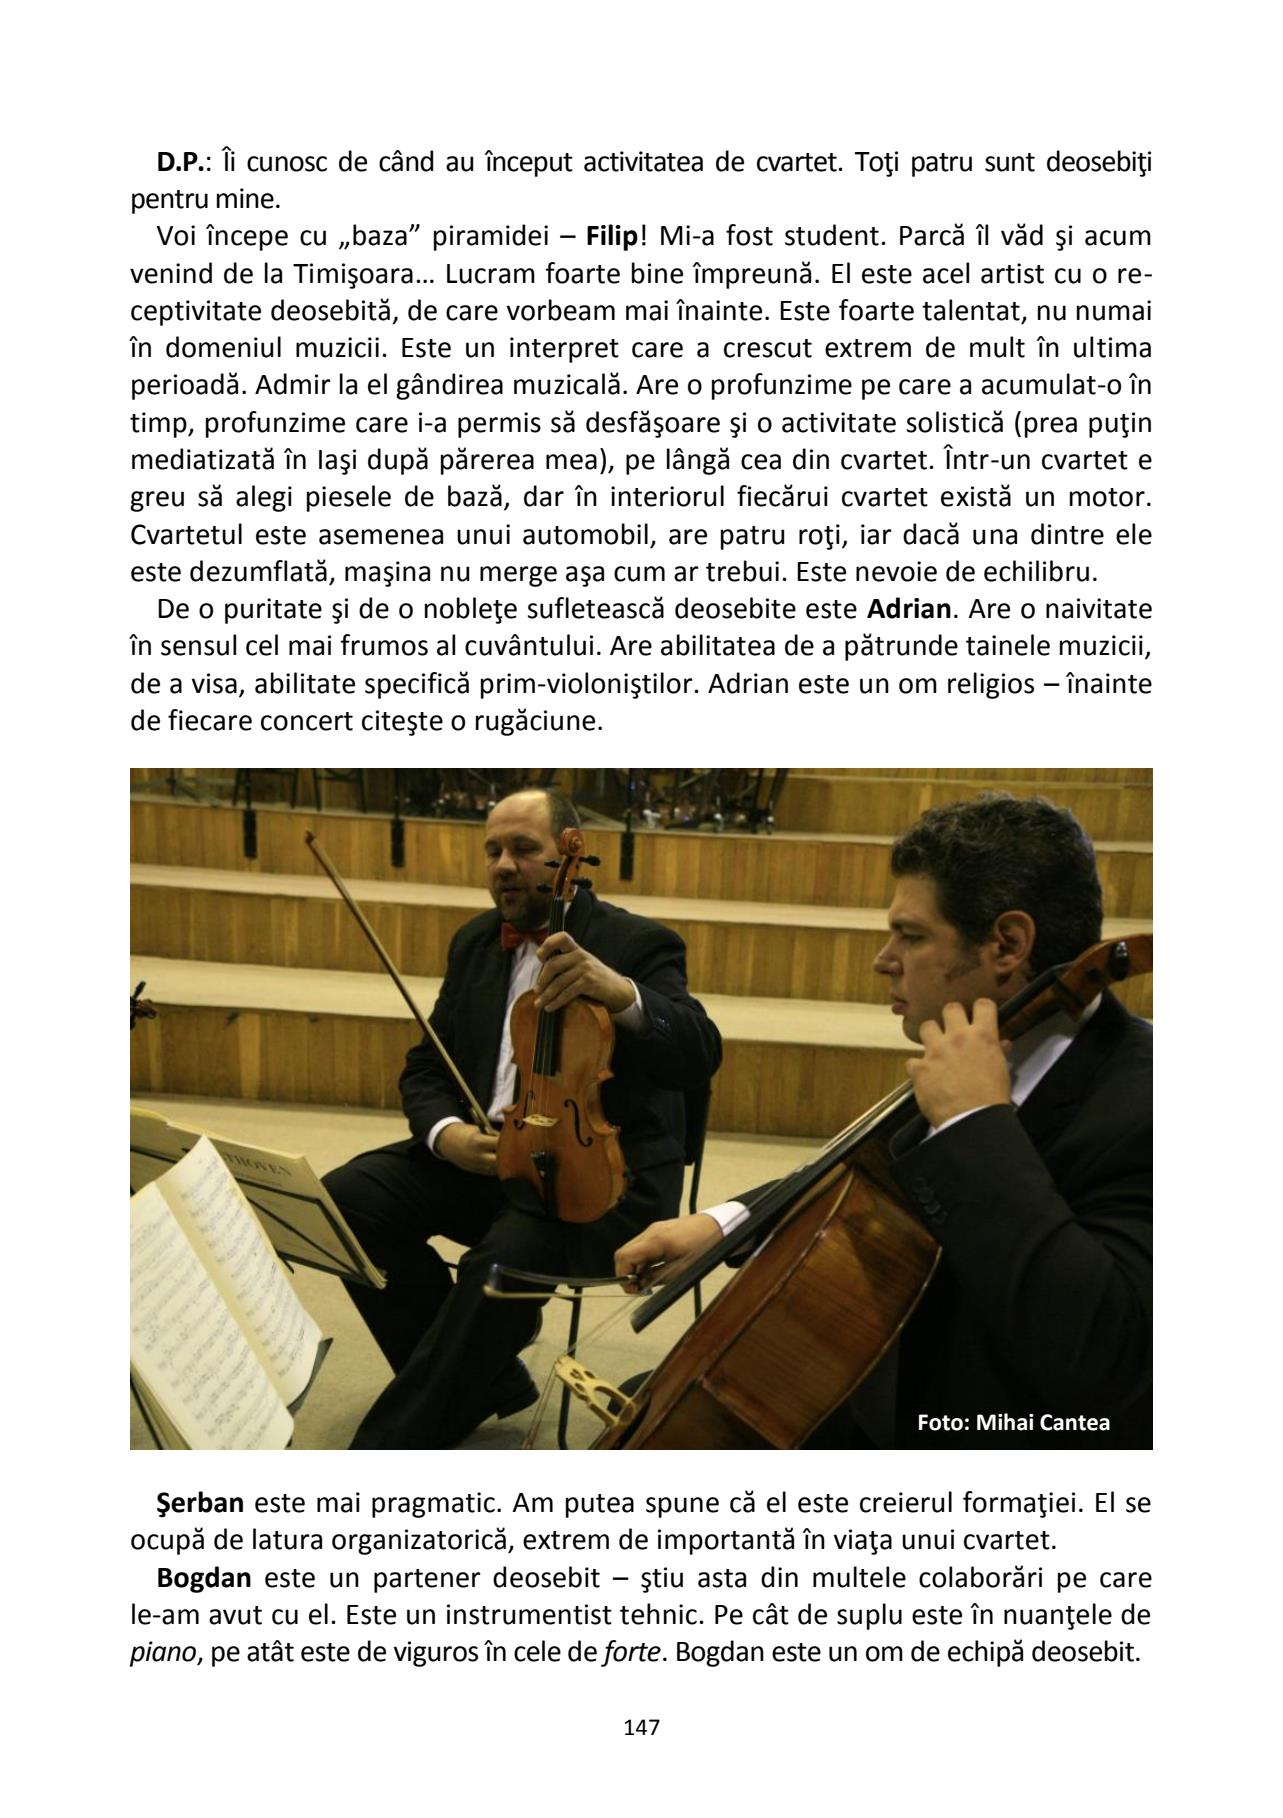 D.P.: Îi cunosc de când au început activitatea de cvartet. Toţi patru sunt deosebiţi
pentru mine.
Voi începe cu „baza” piramidei – Filip! Mi-a fost student. Parcă îl văd şi acum
venind de la Timişoara… Lucram foarte bine împreună. El este acel artist cu o re-
ceptivitate deosebită, de care vorbeam mai înainte. Este foarte talentat, nu numai
în domeniul muzicii. Este un interpret care a crescut extrem de mult în ultima
perioadă. Admir la el gândirea muzicală. Are o profunzime pe care a acumulat-o în
timp, profunzime care i-a permis să desfăşoare şi o activitate solistică (prea puţin
mediatizată în Iaşi după părerea mea), pe lângă cea din cvartet. Într-un cvartet e
greu să alegi piesele de bază, dar în interiorul fiecărui cvartet există un motor.
Cvartetul este asemenea unui automobil, are patru roţi, iar dacă una dintre ele
este dezumflată, maşina nu merge aşa cum ar trebui. Este nevoie de echilibru.
De o puritate şi de o nobleţe sufletească deosebite este Adrian. Are o naivitate
în sensul cel mai frumos al cuvântului. Are abilitatea de a pătrunde tainele muzicii,
de a visa, abilitate specifică prim-violoniştilor. Adrian este un om religios – înainte
de fiecare concert citeşte o rugăciune.
Foto: Mihai Cantea
Şerban este mai pragmatic. Am putea spune că el este creierul formaţiei. El se
ocupă de latura organizatorică, extrem de importantă în viaţa unui cvartet.
Bogdan este un partener deosebit – ştiu asta din multele colaborări pe care
le-am avut cu el. Este un instrumentist tehnic. Pe cât de suplu este în nuanţele de
piano, pe atât este de viguros în cele de forte. Bogdan este un om de echipă deosebit.
147